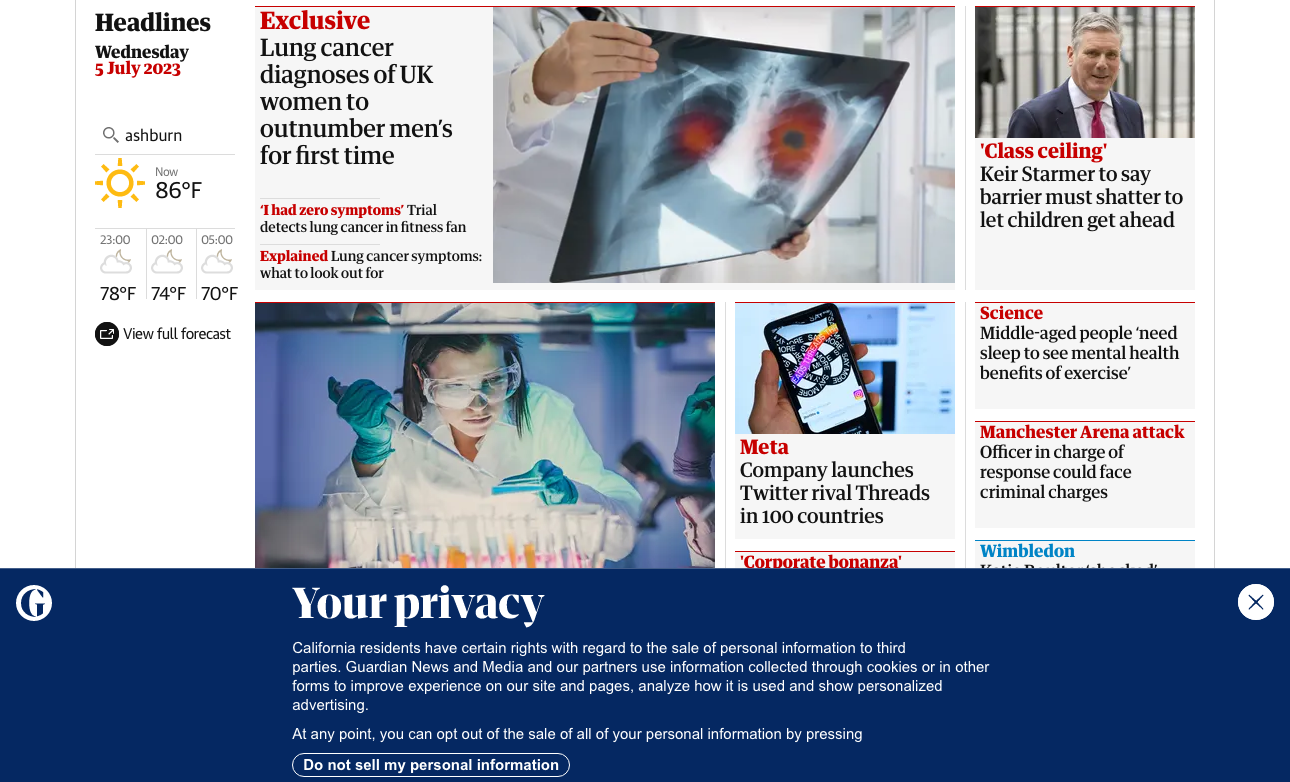 Headlines
Wednesday
5 July 2023
ashburn
Now
86°F
23:00
02:00
05:00
78°F
74°F
70°F
View full forecast
Exclusive
Lung cancer
diagnoses of UK
women to
outnumber men’s
for first time
‘I had zero symptoms’ Trial
detects lung cancer in fitness fan
Explained Lung cancer symptoms:
what to look out for
'Class ceiling'
Keir Starmer to say
barrier must shatter to
let children get ahead
SAY MORE
Meta
Company launches
Twitter rival Threads
in 100 countries
'Corporate bonanza'
Science
Middle-aged people ‘need
sleep to see mental health
benefits of exercise’
Manchester Arena attack
Officer in charge of
response could face
criminal charges
Wimbledon
G
Your privacy
California residents have certain rights with regard to the sale of personal information to third
parties. Guardian News and Media and our partners use information collected through cookies or in other
forms to improve experience on our site and pages, analyze how it is used and show personalized
advertising.
At any point, you can opt out of the sale of all of your personal information by pressing
Do not sell my personal information